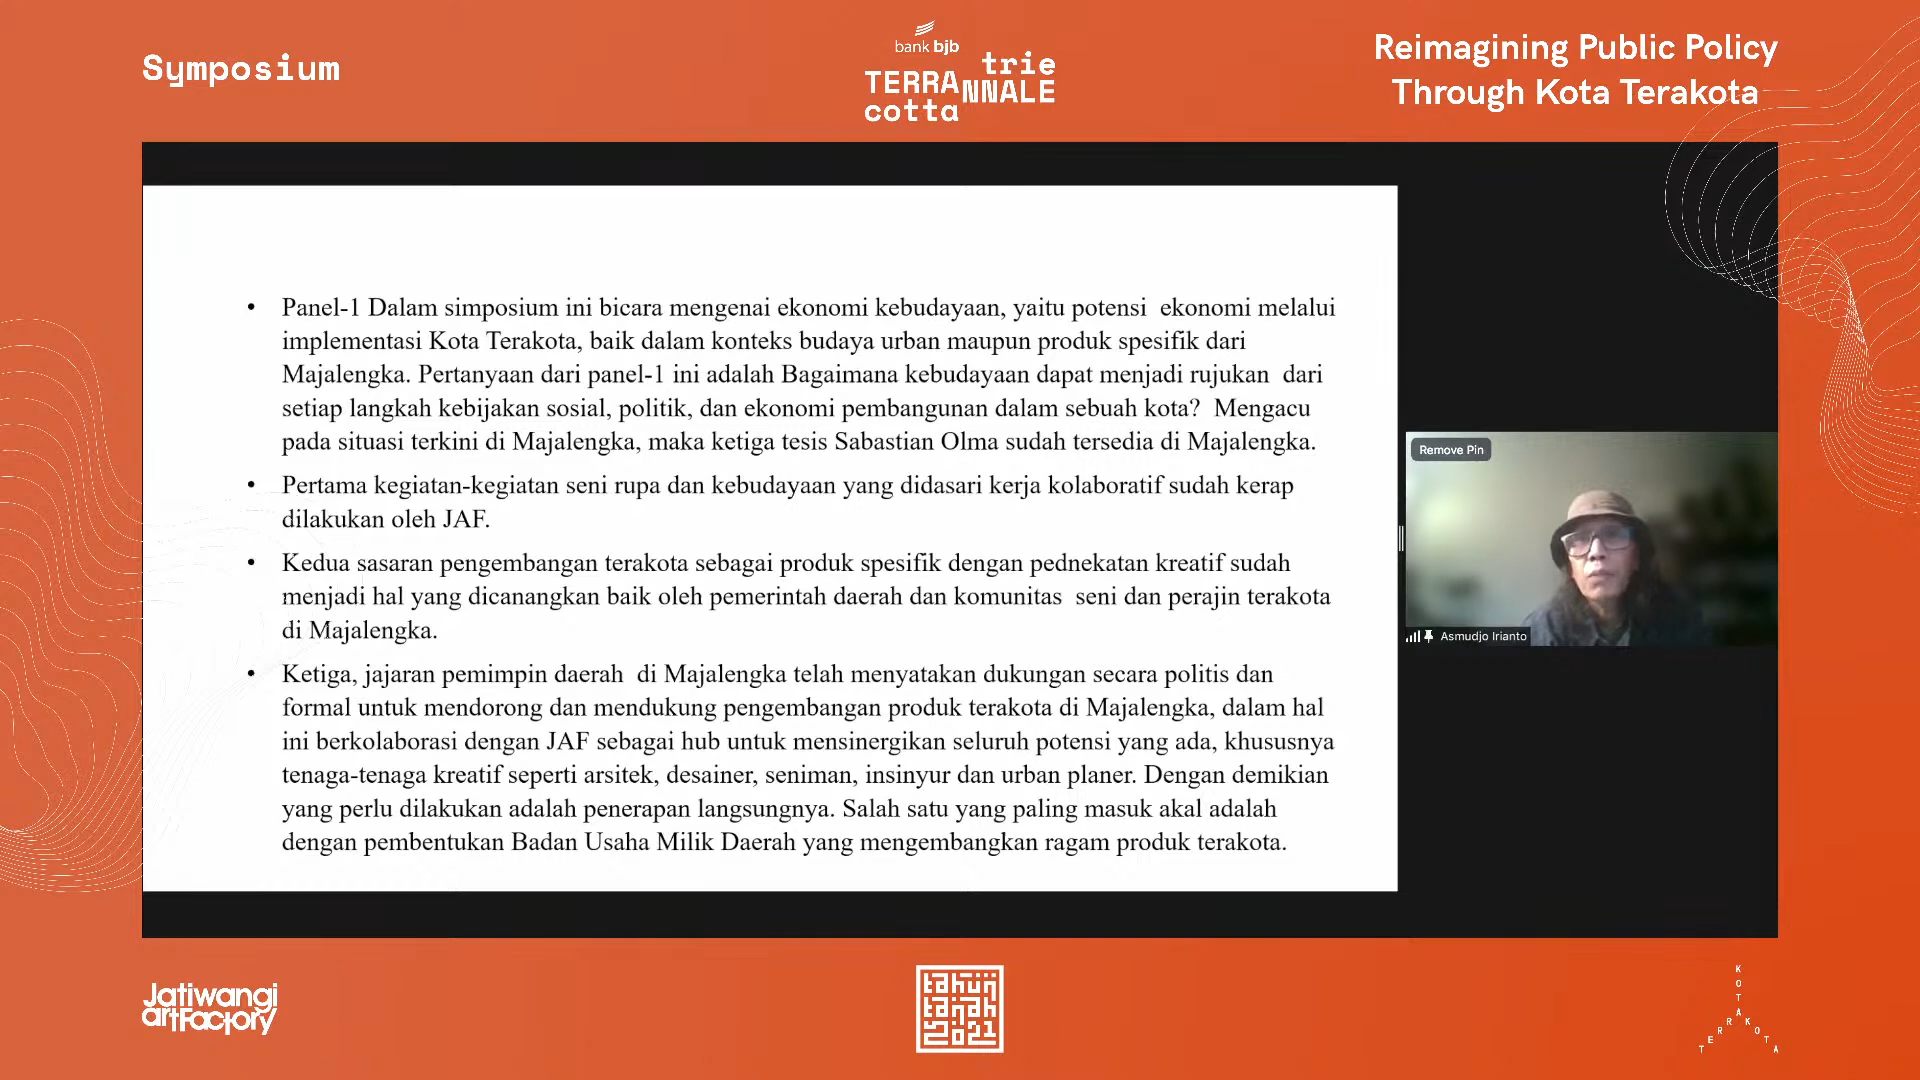 Symposium
bank bjb
TERRAcotta
trieNNALE
Reimagining Public Policy
Through Kota Terakota
• Panel-1 Dalam simposium ini bicara mengenai ekonomi kebudayaan, yaitu potensi ekonomi melalui
implementasi Kota Terakota, baik dalam konteks budaya urban maupun produk spesifik dari
Majalengka. Pertanyaan dari panel-1 ini adalah Bagaimana kebudayaan dapat menjadi rujukan dari
setiap langkah kebijakan sosial, politik, dan ekonomi pembangunan dalam sebuah kota? Mengacu
pada situasi terkini di Majalengka, maka ketiga tesis Sabastian Olma sudah tersedia di Majalengka.
• Pertama kegiatan-kegiatan seni rupa dan kebudayaan yang didasari kerja kolaboratif sudah kerap
dilakukan oleh JAF.
• Kedua sasaran pengembangan terakota sebagai produk spesifik dengan pednekatan kreatif sudah
menjadi hal yang dicanangkan baik oleh pemerintah daerah dan komunitas seni dan perajin terakota
di Majalengka.
• Ketiga, jajaran pemimpin daerah di Majalengka telah menyatakan dukungan secara politis dan
formal untuk mendorong dan mendukung pengembangan produk terakota di Majalengka, dalam hal
ini berkolaborasi dengan JAF sebagai hub untuk mensinergikan seluruh potensi yang ada, khususnya
tenaga-tenaga kreatif seperti arsitek, desainer, seniman, insinyur dan urban planer. Dengan demikian
yang perlu dilakukan adalah penerapan langsungnya. Salah satu yang paling masuk akal adalah
dengan pembentukan Badan Usaha Milik Daerah yang mengembangkan ragam produk terakota.
Remove Pin
Asmudjo Irianto
Jatiwangi
artFactory
tahun
tanah
2021
KOTA
TERRAKOTA